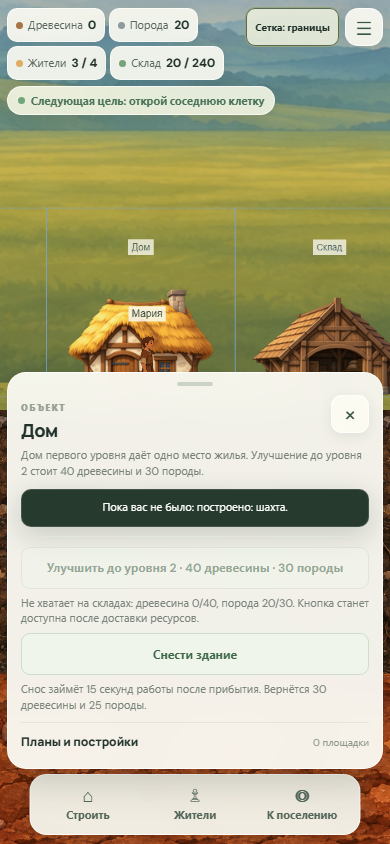 Древесина 0
Порода 20
Сетка: границы
Жители 3 / 4
Склад 20 / 240
Следующая цель: открой соседнюю клетку
Дом
Склад
Мария
ОБЪЕКТ
Дом
Дом первого уровня даёт одно место жилья. Улучшение до уровня
2 стоит 40 древесины и 30 породы.
Пока вас не было: построено: шахта.
Улучшить до уровня 2 · 40 древесины · 30 породы
Не хватает на складах: древесина 0/40, порода 20/30. Кнопка станет
доступна после доставки ресурсов.
Снести здание
Снос займёт 15 секунд работы после прибытия. Вернётся 30
древесины и 25 породы.
Планы и постройки
0 площадки
Строить
Жители
К поселению